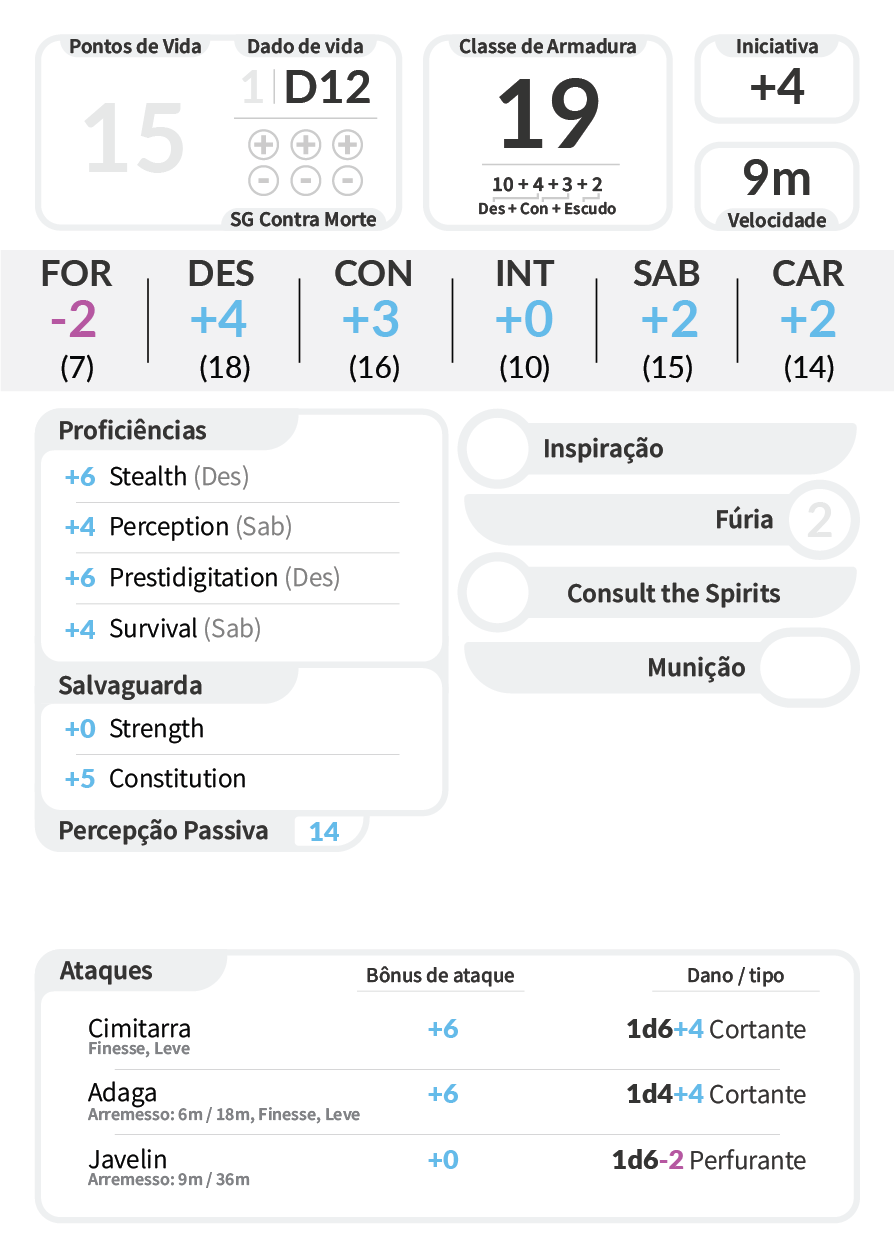 Pontos de Vida
Dado de vida
15
1 D12
SG Contra Morte
Classe de Armadura
19
10 + 4 + 3 + 2
Des + Con + Escudo
Iniciativa
+4
9m
Velocidade
FOR DES CON INT SAB CAR
-2 +4 +3 +0 +2 +2
(7) (18) (16) (10) (15) (14)
Proficiências
+6 Stealth (Des)
+4 Perception (Sab)
+6 Prestidigitation (Des)
+4 Survival (Sab)
Salvaguarda
+0 Strength
+5 Constitution
Percepção Passiva 14
Inspiração
Fúria 2
Consult the Spirits
Munição
Ataques Bônus de ataque Dano / tipo
Cimitarra +6 1d6+4 Cortante
Finesse, Leve
Adaga +6 1d4+4 Cortante
Arremesso: 6m / 18m, Finesse, Leve
Javelin +0 1d6-2 Perfurante
Arremesso: 9m / 36m